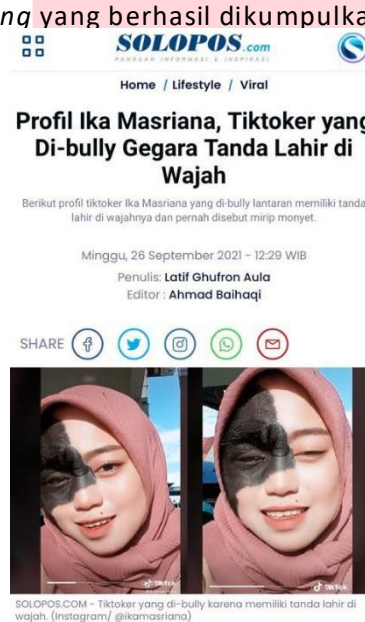 ng yang berhasil dikumpulka
SOLOPOS.com
PANDUAN INFORMASI & INSPIRASI
S
Home / Lifestyle / Viral
Profil Ika Masriana, Tiktoker yang
Di-bully Gegara Tanda Lahir di
Wajah
Berikut profil tiktoker Ika Masriana yang di-bully lantaran memiliki tanda
lahir di wajahnya dan pernah disebut mirip monyet.
Minggu, 26 September 2021 - 12:29 WIB
Penulis: Latif Ghufron Aula
Editor : Ahmad Baihaqi
SHARE
TikTok
TikTok
SOLOPOS.COM - Tiktoker yang di-bully karena memiliki tanda lahir di
wajah. (Instagram/ @ikamasriana)